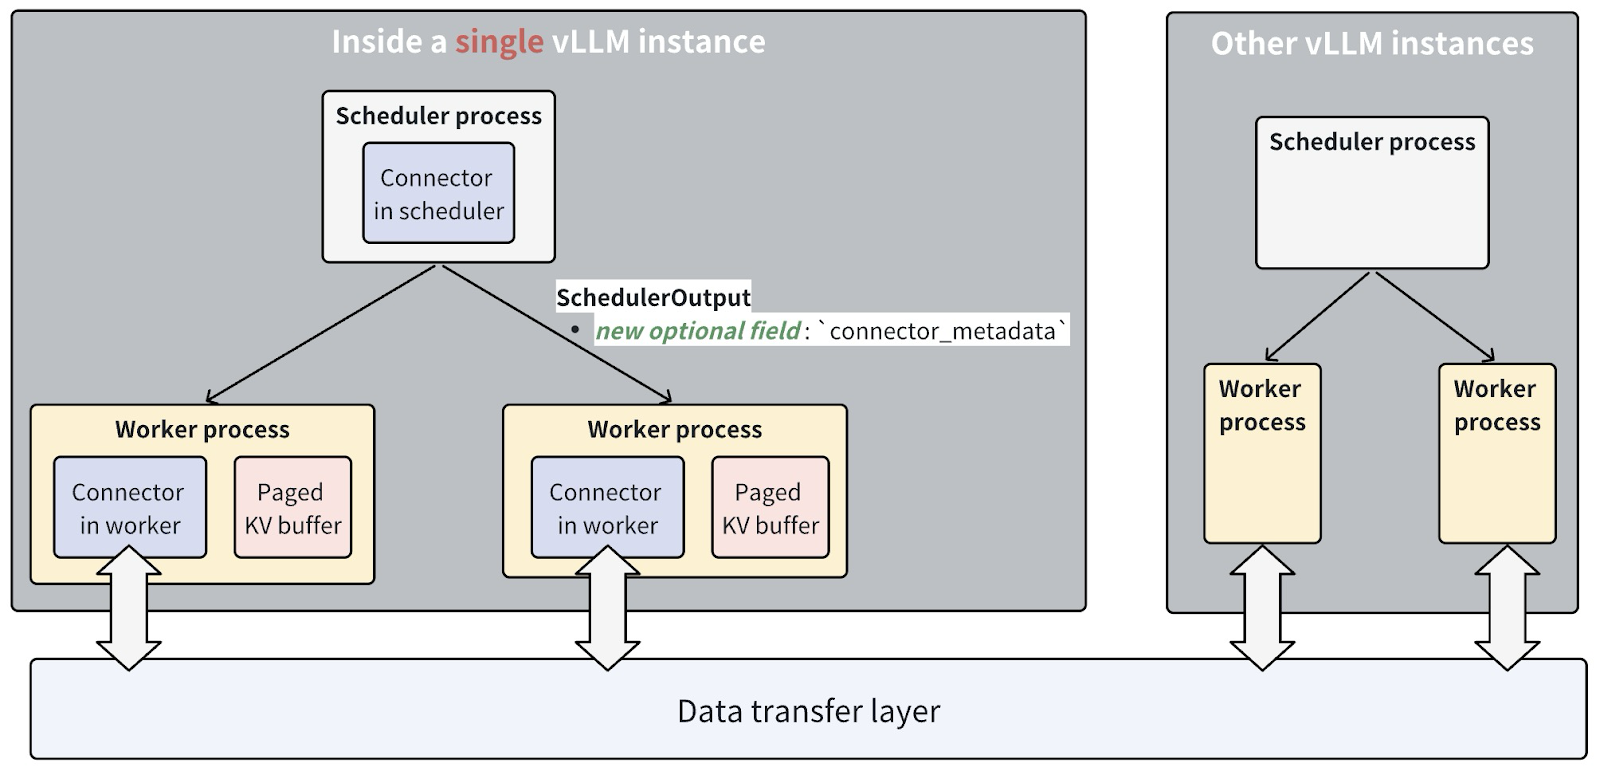 Inside a single vLLM instance
Scheduler process
Connector
in scheduler
SchedulerOutput
• new optional field : `connector_metadata`
Worker process
Connector
in worker
Paged
KV buffer
Worker process
Connector
in worker
Paged
KV buffer
Other vLLM instances
Scheduler process
Worker
process
Worker
process
Data transfer layer